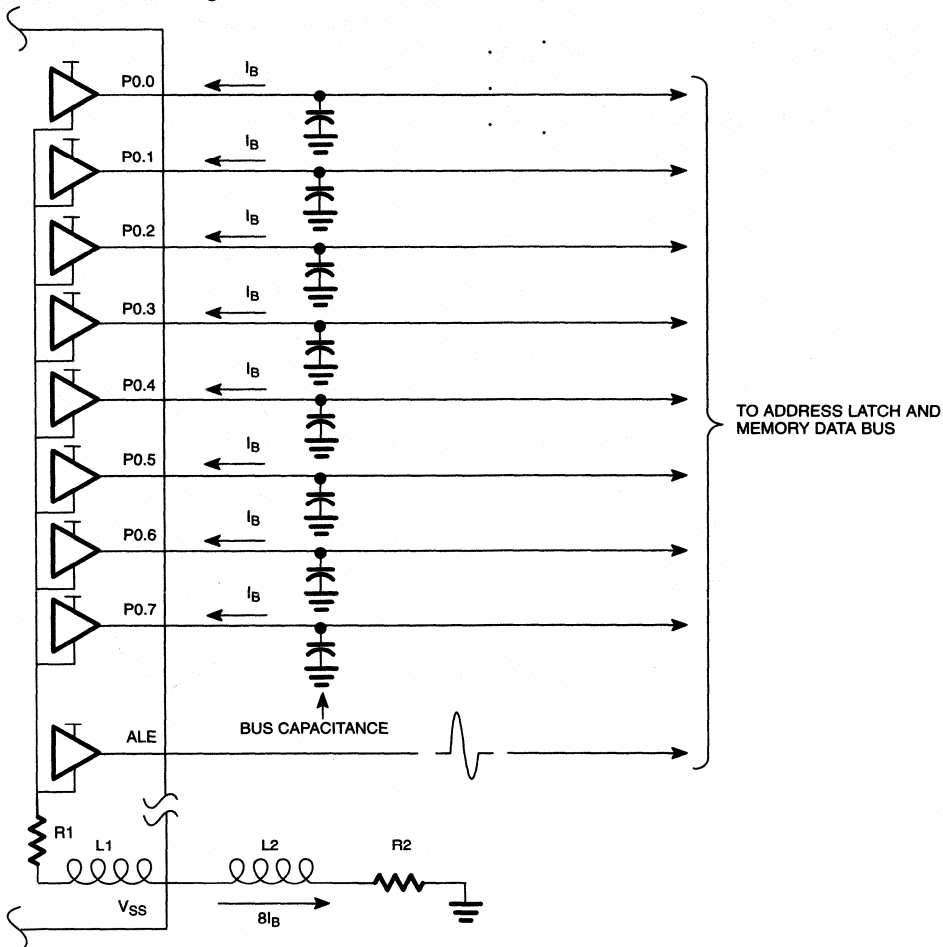 P0.0
I_B
P0.1
I_B
P0.2
I_B
P0.3
I_B
P0.4
I_B
P0.5
I_B
P0.6
I_B
P0.7
I_B
TO ADDRESS LATCH AND
MEMORY DATA BUS
BUS CAPACITANCE
ALE
R1
L1
L2
R2
V_SS
8I_B